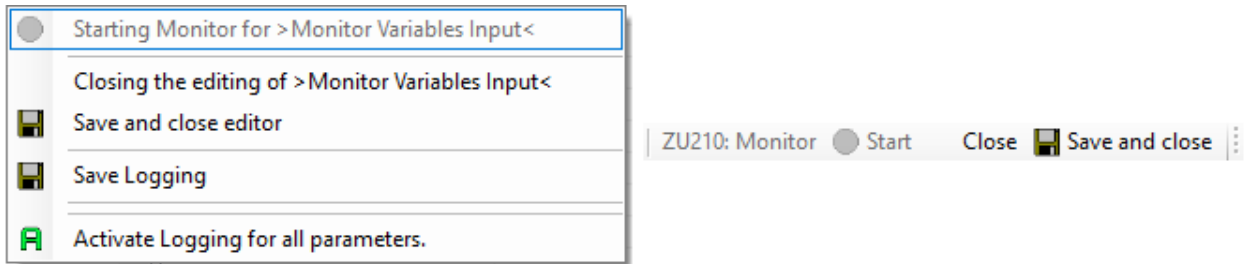 Starting Monitor for >Monitor Variables Input<
Closing the editing of >Monitor Variables Input<
Save and close editor
Save Logging
Activate Logging for all parameters.
ZU210: Monitor Start Close Save and close